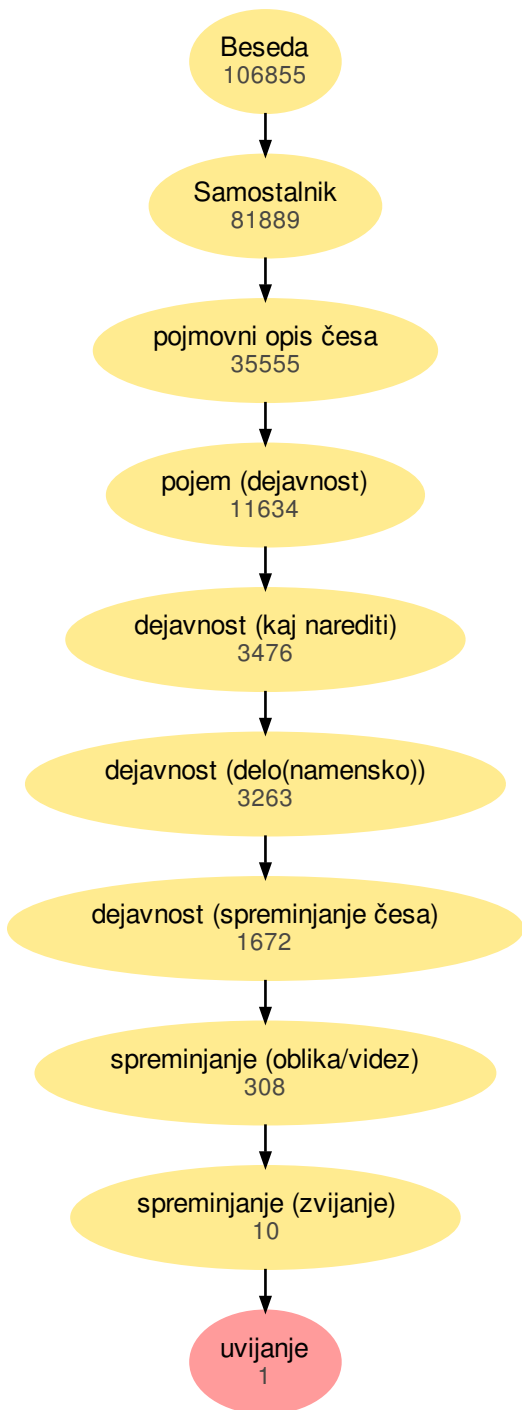 Beseda
106855
Samostalnik
81889
pojmovni opis česa
35555
pojem (dejavnost)
11634
dejavnost (kaj narediti)
3476
dejavnost (delo(namensko))
3263
dejavnost (spreminjanje česa)
1672
spreminjanje (oblika/videz)
308
spreminjanje (zvijanje)
10
uvijanje
1